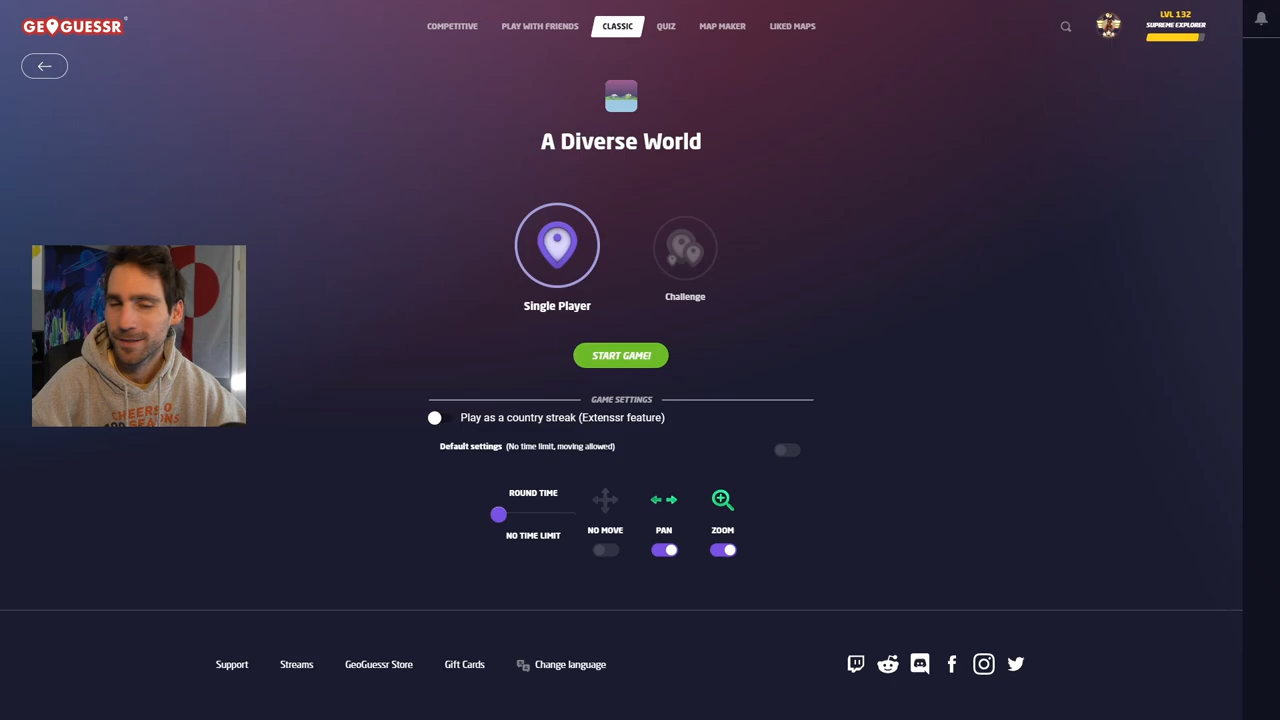 GEOGUESSR
COMPETITIVE
PLAY WITH FRIENDS
CLASSIC
QUIZ
MAP MAKER
LIKED MAPS
LVL 132
SUPREME EXPLORER
A Diverse World
Single Player
Challenge
START GAME!
GAME SETTINGS
Play as a country streak (Extenssr feature)
Default settings (No time limit, moving allowed)
ROUND TIME
NO TIME LIMIT
NO MOVE
PAN
ZOOM
CHEERS
Support
Streams
GeoGuessr Store
Gift Cards
Change language